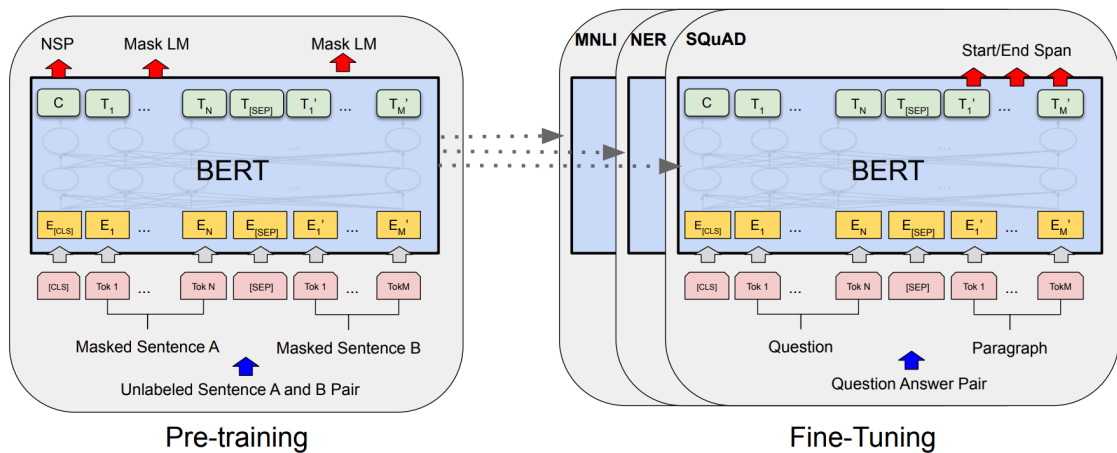 NSP Mask LM Mask LM
C T1 ... TN T[SEP] T1' ... TM'
...
BERT
...
E[CLS] E1 ... EN E[SEP] E1' ... EM'
[CLS] Tok 1 ... Tok N [SEP] Tok 1 ... TokM
Masked Sentence A Masked Sentence B
Unlabeled Sentence A and B Pair
Pre-training
MNLI NER SQuAD
Start/End Span
C T1 ... TN T[SEP] T1' ... TM'
...
BERT
...
E[CLS] E1 ... EN E[SEP] E1' ... EM'
[CLS] Tok 1 ... Tok N [SEP] Tok 1 ... TokM
Question Paragraph
Question Answer Pair
Fine-Tuning